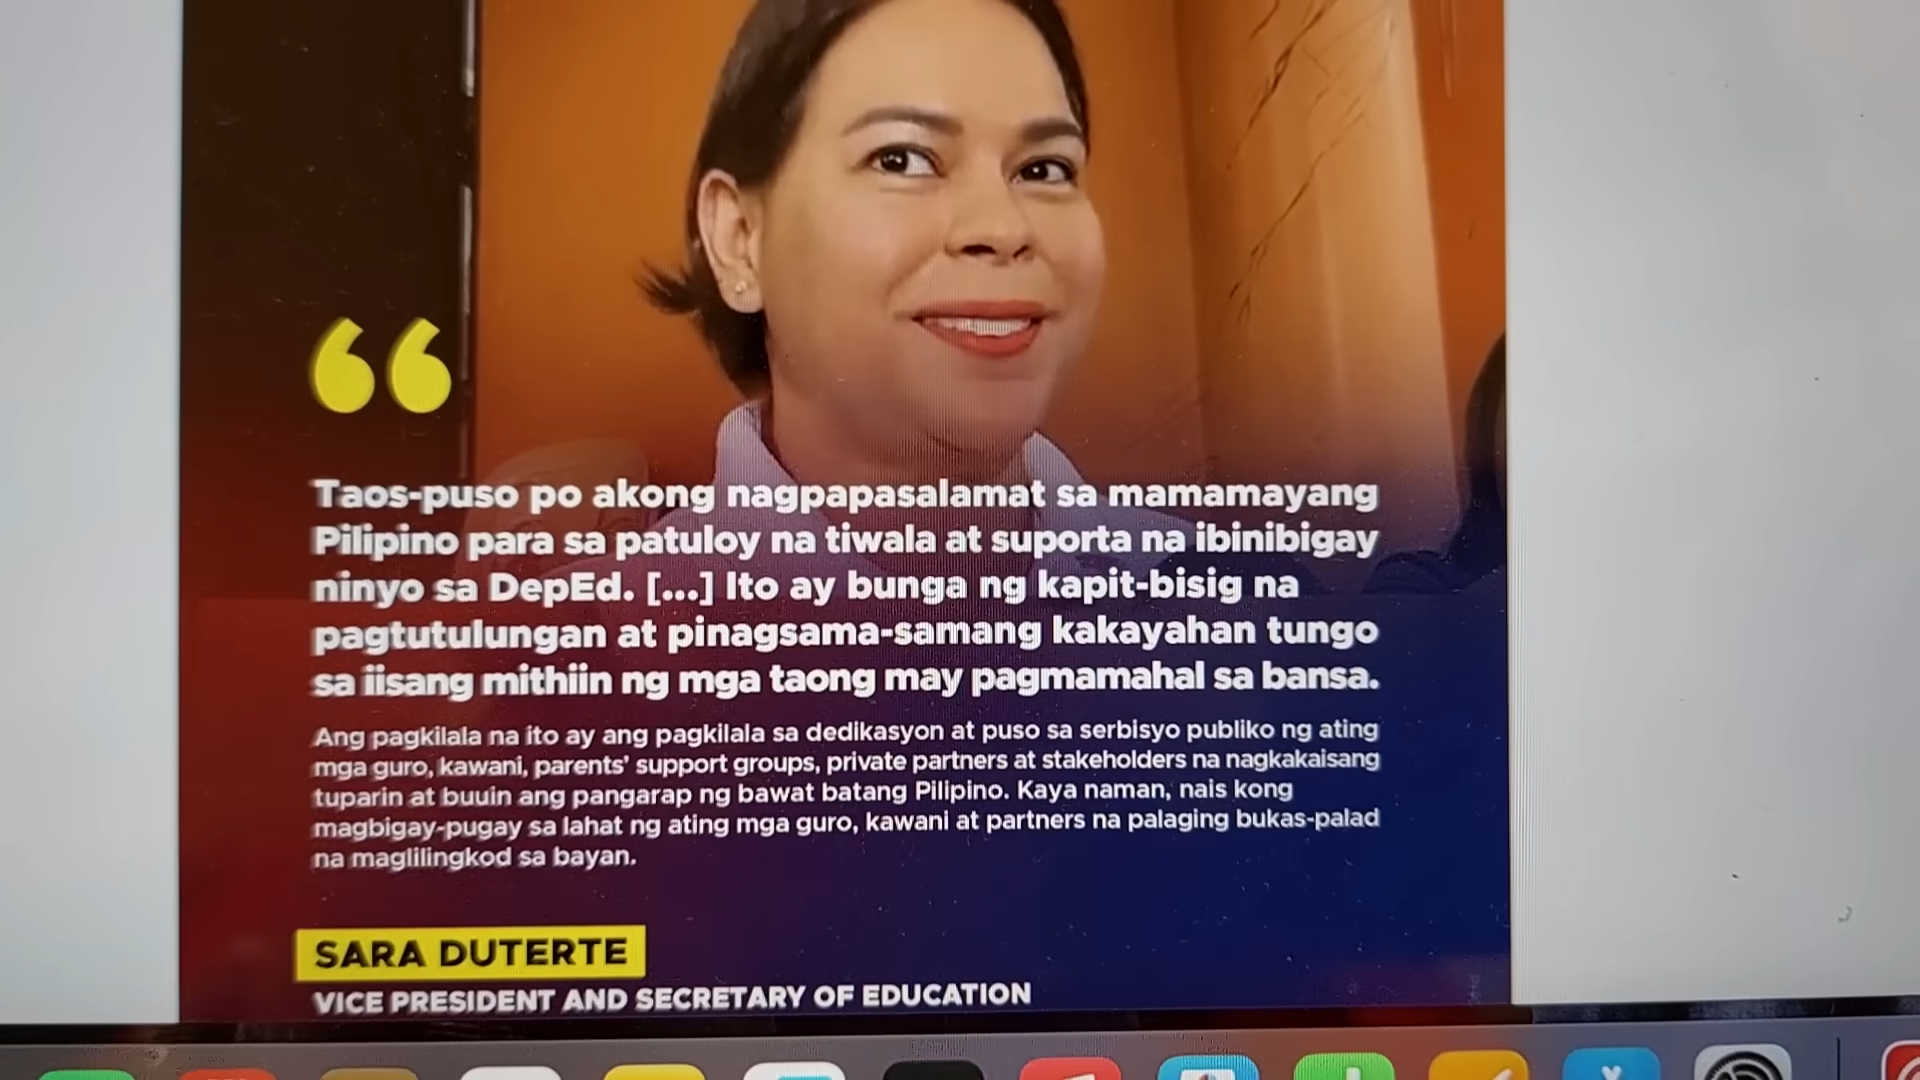 Taos-puso po akong nagpapasalamat sa mamamayang
Pilipino para sa patuloy na tiwala at suporta na ibinibigay
ninyo sa DepEd. [...] Ito ay bunga ng kapit-bisig na
pagtutulungan at pinagsama-samang kakayahan tungo
sa iisang mithiin ng mga taong may pagmamahal sa bansa.
Ang pagkilala na ito ay ang pagkilala sa dedikasyon at puso sa serbisyo publiko ng ating
mga guro, kawani, parents' support groups, private partners at stakeholders na nagkakaisang
tuparin at buuin ang pangarap ng bawat batang Pilipino. Kaya naman, nais kong
magbigay-pugay sa lahat ng ating mga guro, kawani at partners na palaging bukas-palad
na maglilingkod sa bayan.
SARA DUTERTE
VICE PRESIDENT AND SECRETARY OF EDUCATION